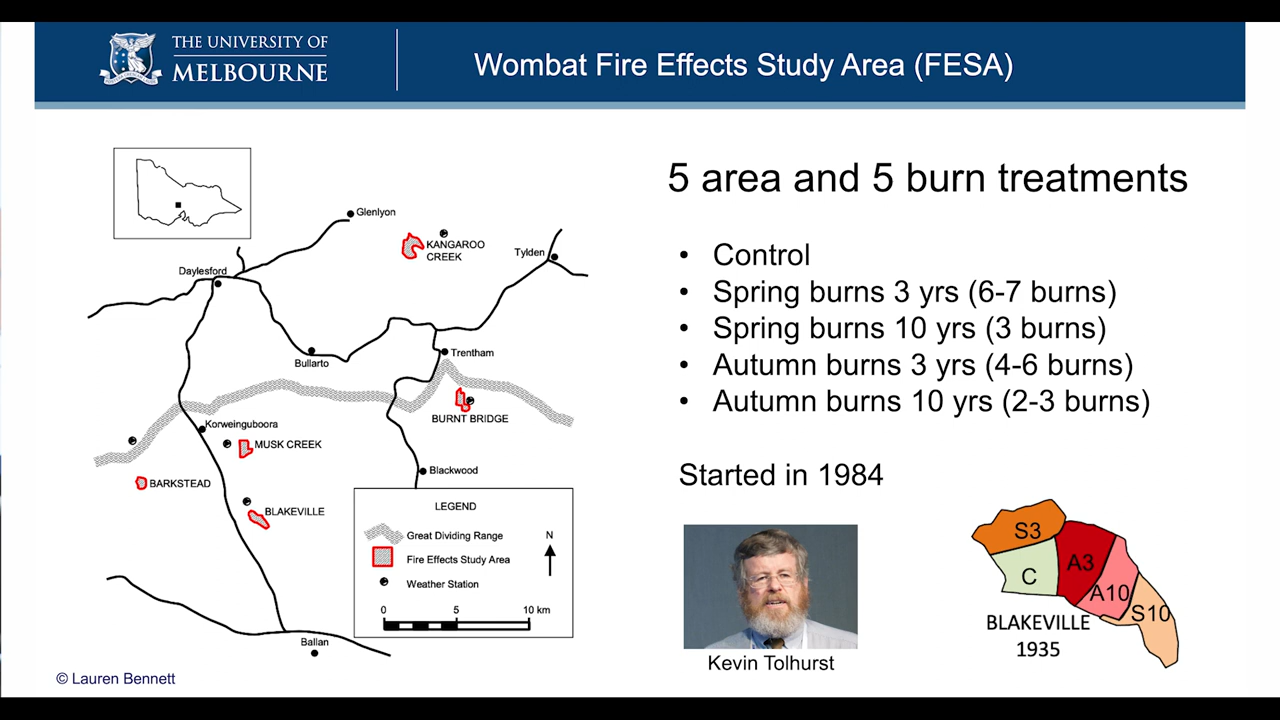 THE UNIVERSITY OF
MELBOURNE
Wombat Fire Effects Study Area (FESA)
Glenlyon
KANGAROO
CREEK
Tylden
Daylesford
Bullarto
Trentham
BURNT BRIDGE
Korweinguboora
MUSK CREEK
BARKSTEAD
Blackwood
BLAKEVILLE
LEGEND
Great Dividing Range
N
Fire Effects Study Area
Weather Station
0 5 10 km
Ballan
© Lauren Bennett
5 area and 5 burn treatments
• Control
• Spring burns 3 yrs (6-7 burns)
• Spring burns 10 yrs (3 burns)
• Autumn burns 3 yrs (4-6 burns)
• Autumn burns 10 yrs (2-3 burns)
Started in 1984
Kevin Tolhurst
S3
A3
C
A10
S10
BLAKEVILLE
1935